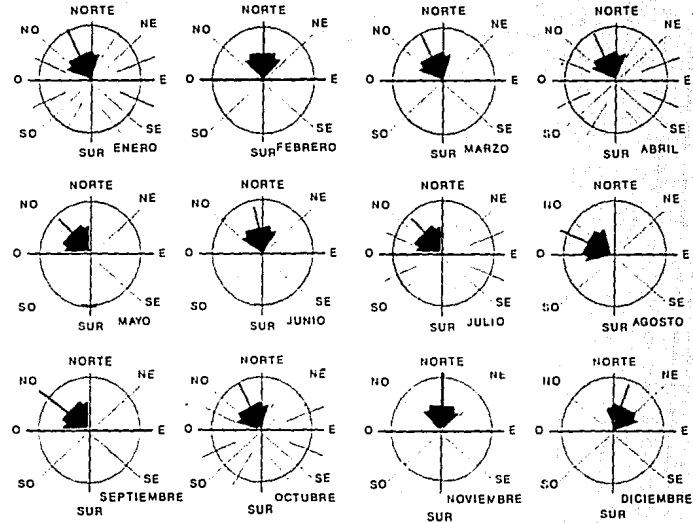 NORTE
NO
NE
O
E
SO
SE
SUR
ENERO
NORTE
NO
NE
O
E
SO
SE
SUR
FEBRERO
NORTE
NO
NE
O
E
SO
SE
SUR
MARZO
NORTE
NO
NE
O
E
SO
SE
SUR
ABRIL
NORTE
NO
NE
O
E
SO
SE
SUR
MAYO
NORTE
NO
NE
O
E
SO
SE
SUR
JUNIO
NORTE
NO
NE
O
E
SO
SE
SUR
JULIO
NORTE
NO
NE
O
E
SO
SE
SUR
AGOSTO
NORTE
NO
NE
O
E
SO
SE
SEPTIEMBRE
SUR
NORTE
NO
NE
O
E
SO
SE
OCTUBRE
SUR
NORTE
NO
NE
O
E
SO
SE
NOVIEMBRE
SUR
NORTE
NO
NE
O
E
SO
SE
DICIEMBRE
SUR